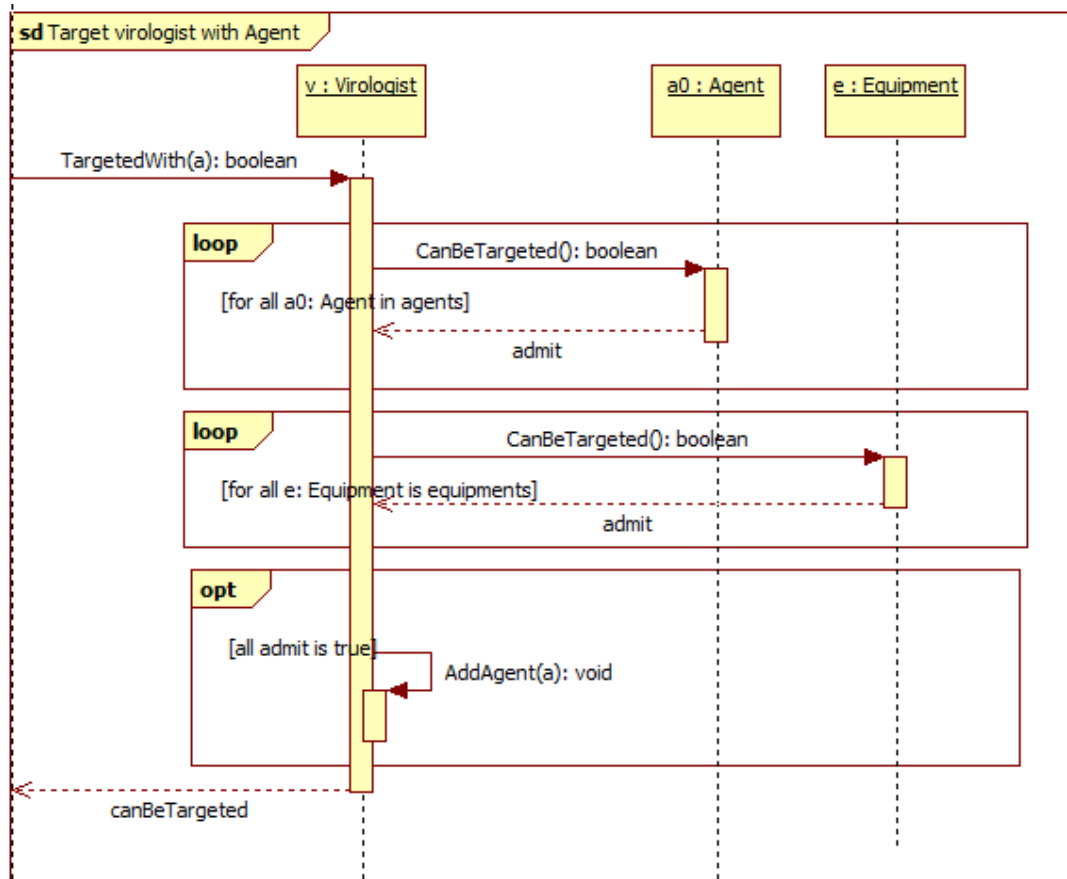 sd Target virologist with Agent
v : Virologist
a0 : Agent
e : Equipment
TargetedWith(a): boolean
loop
CanBeTargeted(): boolean
[for all a0: Agent in agents]
admit
loop
CanBeTargeted(): boolean
[for all e: Equipment is equipments]
admit
opt
[all admit is true]
AddAgent(a): void
canBeTargeted